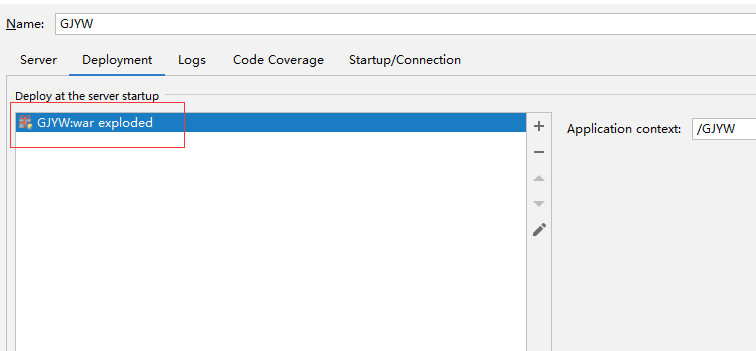 Name: GJYW
Server Deployment Logs Code Coverage Startup/Connection
Deploy at the server startup
GJYW:war exploded
Application context: /GJYW